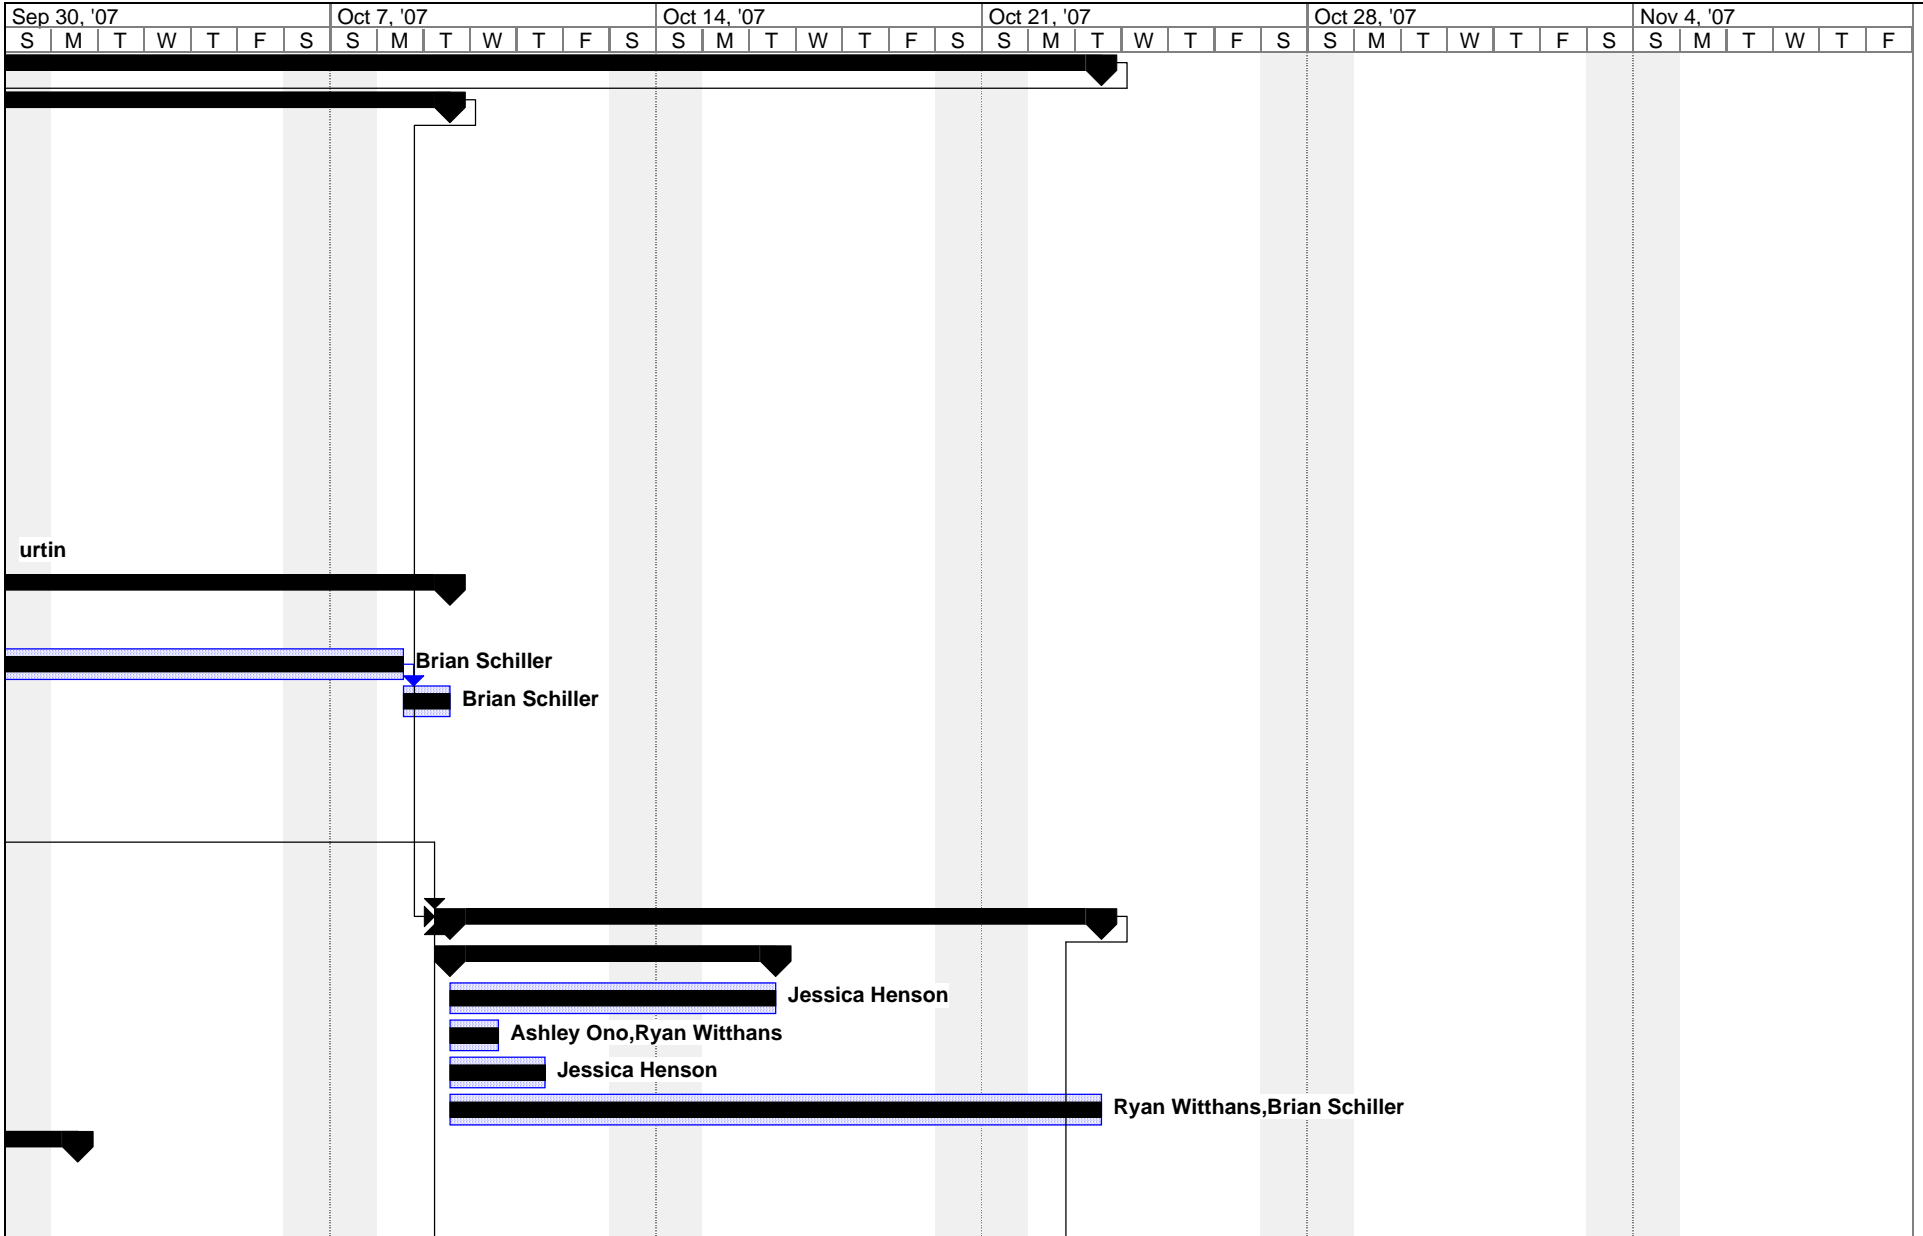 Sep 30, '07 Oct 7, '07 Oct 14, '07 Oct 21, '07 Oct 28, '07 Nov 4, '07
S M T W T F S S M T W T F S S M T W T F S S M T W T F S S M T W T F S S M T W T F
urtin
Brian Schiller
Brian Schiller
Jessica Henson
Ashley Ono,Ryan Witthans
Jessica Henson
Ryan Witthans,Brian Schiller